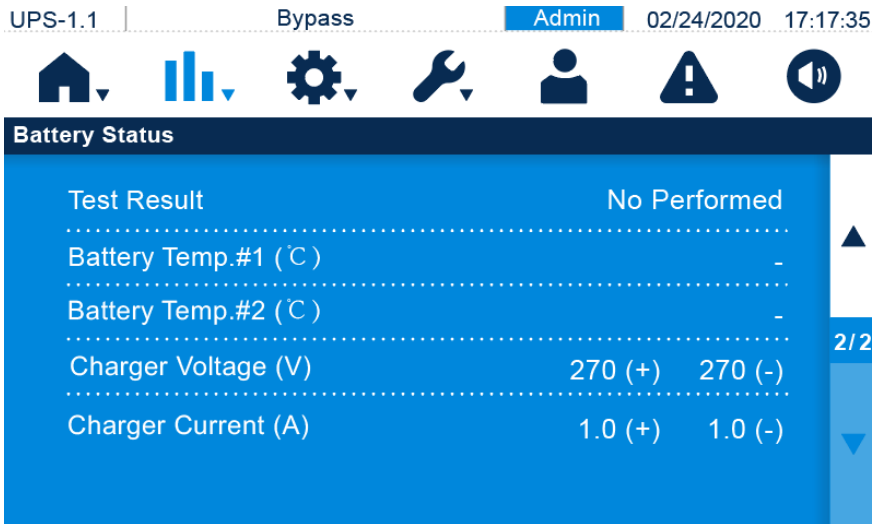 UPS-1.1 Bypass Admin 02/24/2020 17:17:35
Battery Status
Test Result No Performed
Battery Temp.#1 (℃) -
Battery Temp.#2 (℃) -
2/2
Charger Voltage (V) 270 (+) 270 (-)
Charger Current (A) 1.0 (+) 1.0 (-)